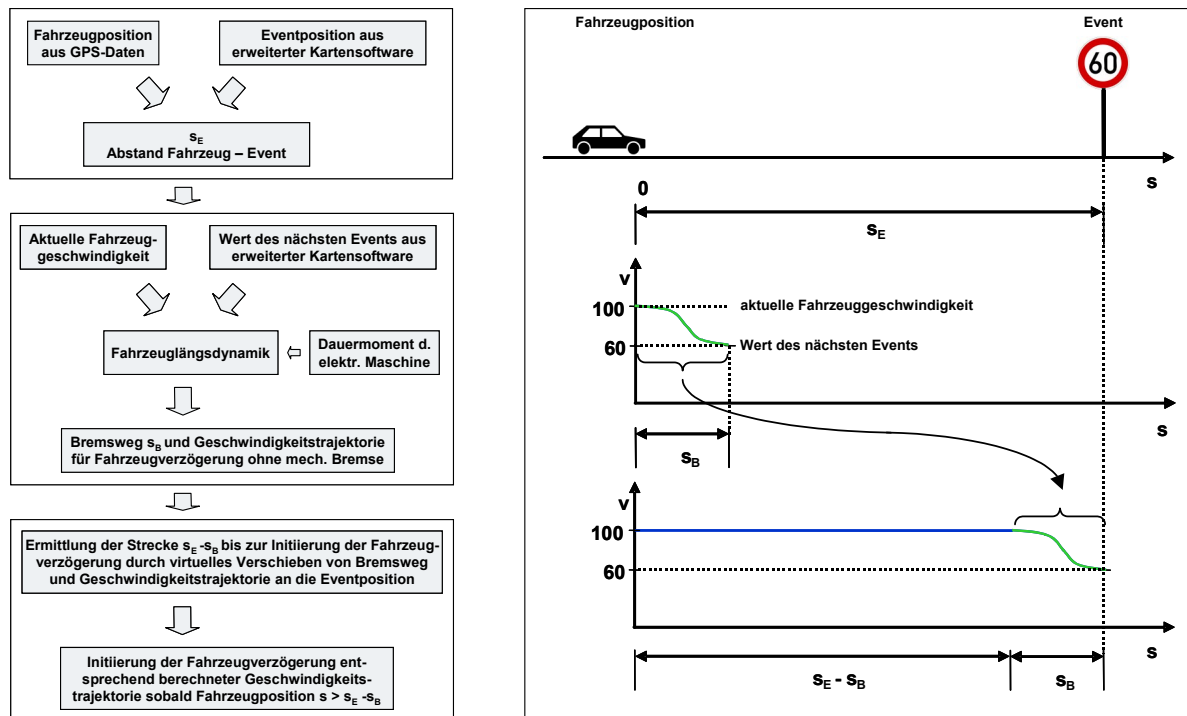 Fahrzeugposition
aus GPS-Daten
Eventposition aus
erweiterter Kartensoftware
sE
Abstand Fahrzeug – Event
Aktuelle Fahrzeug-
geschwindigkeit
Wert des nächsten Events aus
erweiterter Kartensoftware
Fahrzeuglängsdynamik
Dauermoment d.
elektr. Maschine
Bremsweg sB und Geschwindigkeitstrajektorie
für Fahrzeugverzögerung ohne mech. Bremse
Ermittlung der Strecke sE -sB bis zur Initiierung der Fahrzeug-
verzögerung durch virtuelles Verschieben von Bremsweg
und Geschwindigkeitstrajektorie an die Eventposition
Initiierung der Fahrzeugverzögerung ent-
sprechend berechneter Geschwindigkeits-
trajektorie sobald Fahrzeugposition s > sE -sB
Fahrzeugposition
Event
60
s
0
sE
v
100
aktuelle Fahrzeuggeschwindigkeit
60
Wert des nächsten Events
s
sB
v
100
60
s
sE - sB
sB